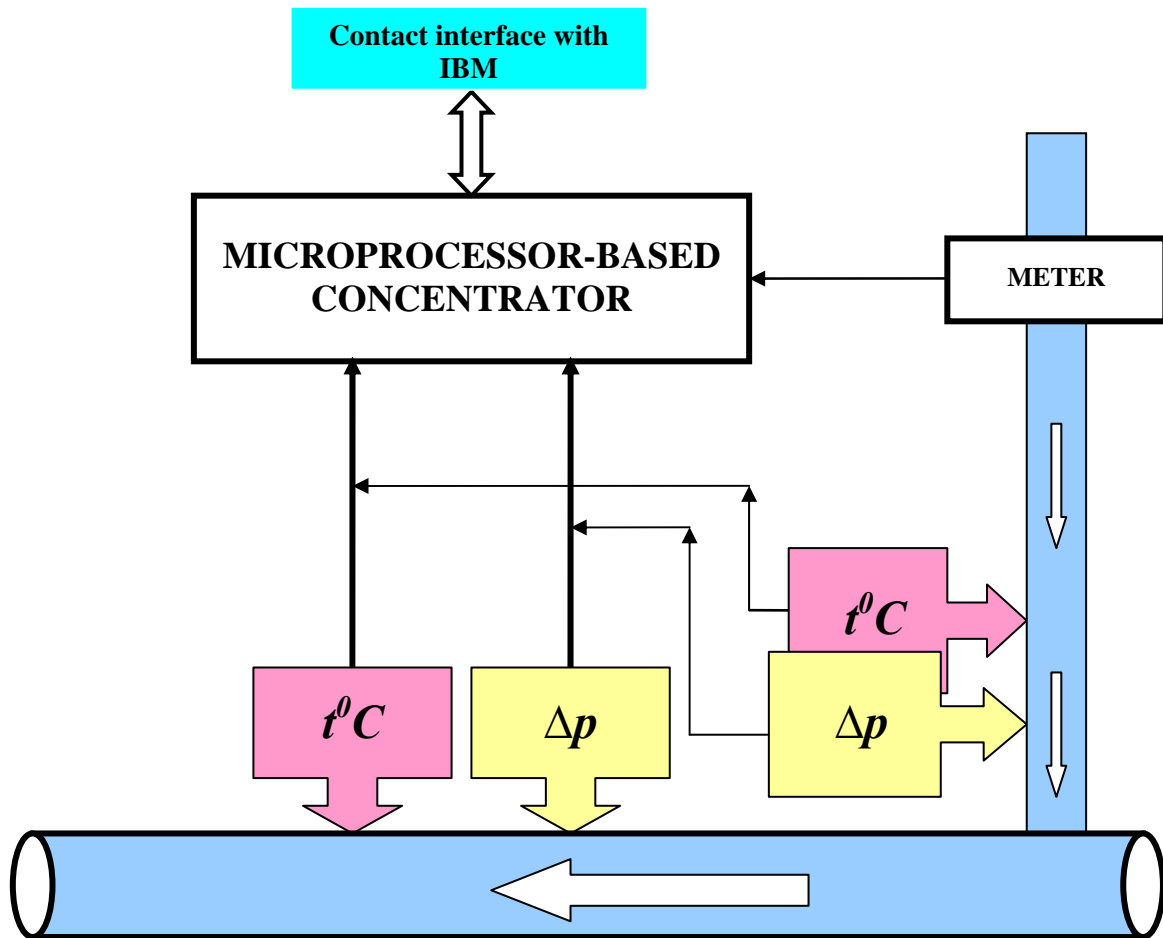 Contact interface with
IBM
MICROPROCESSOR-BASED
CONCENTRATOR
METER
t⁰C
t⁰C
Δp
Δp